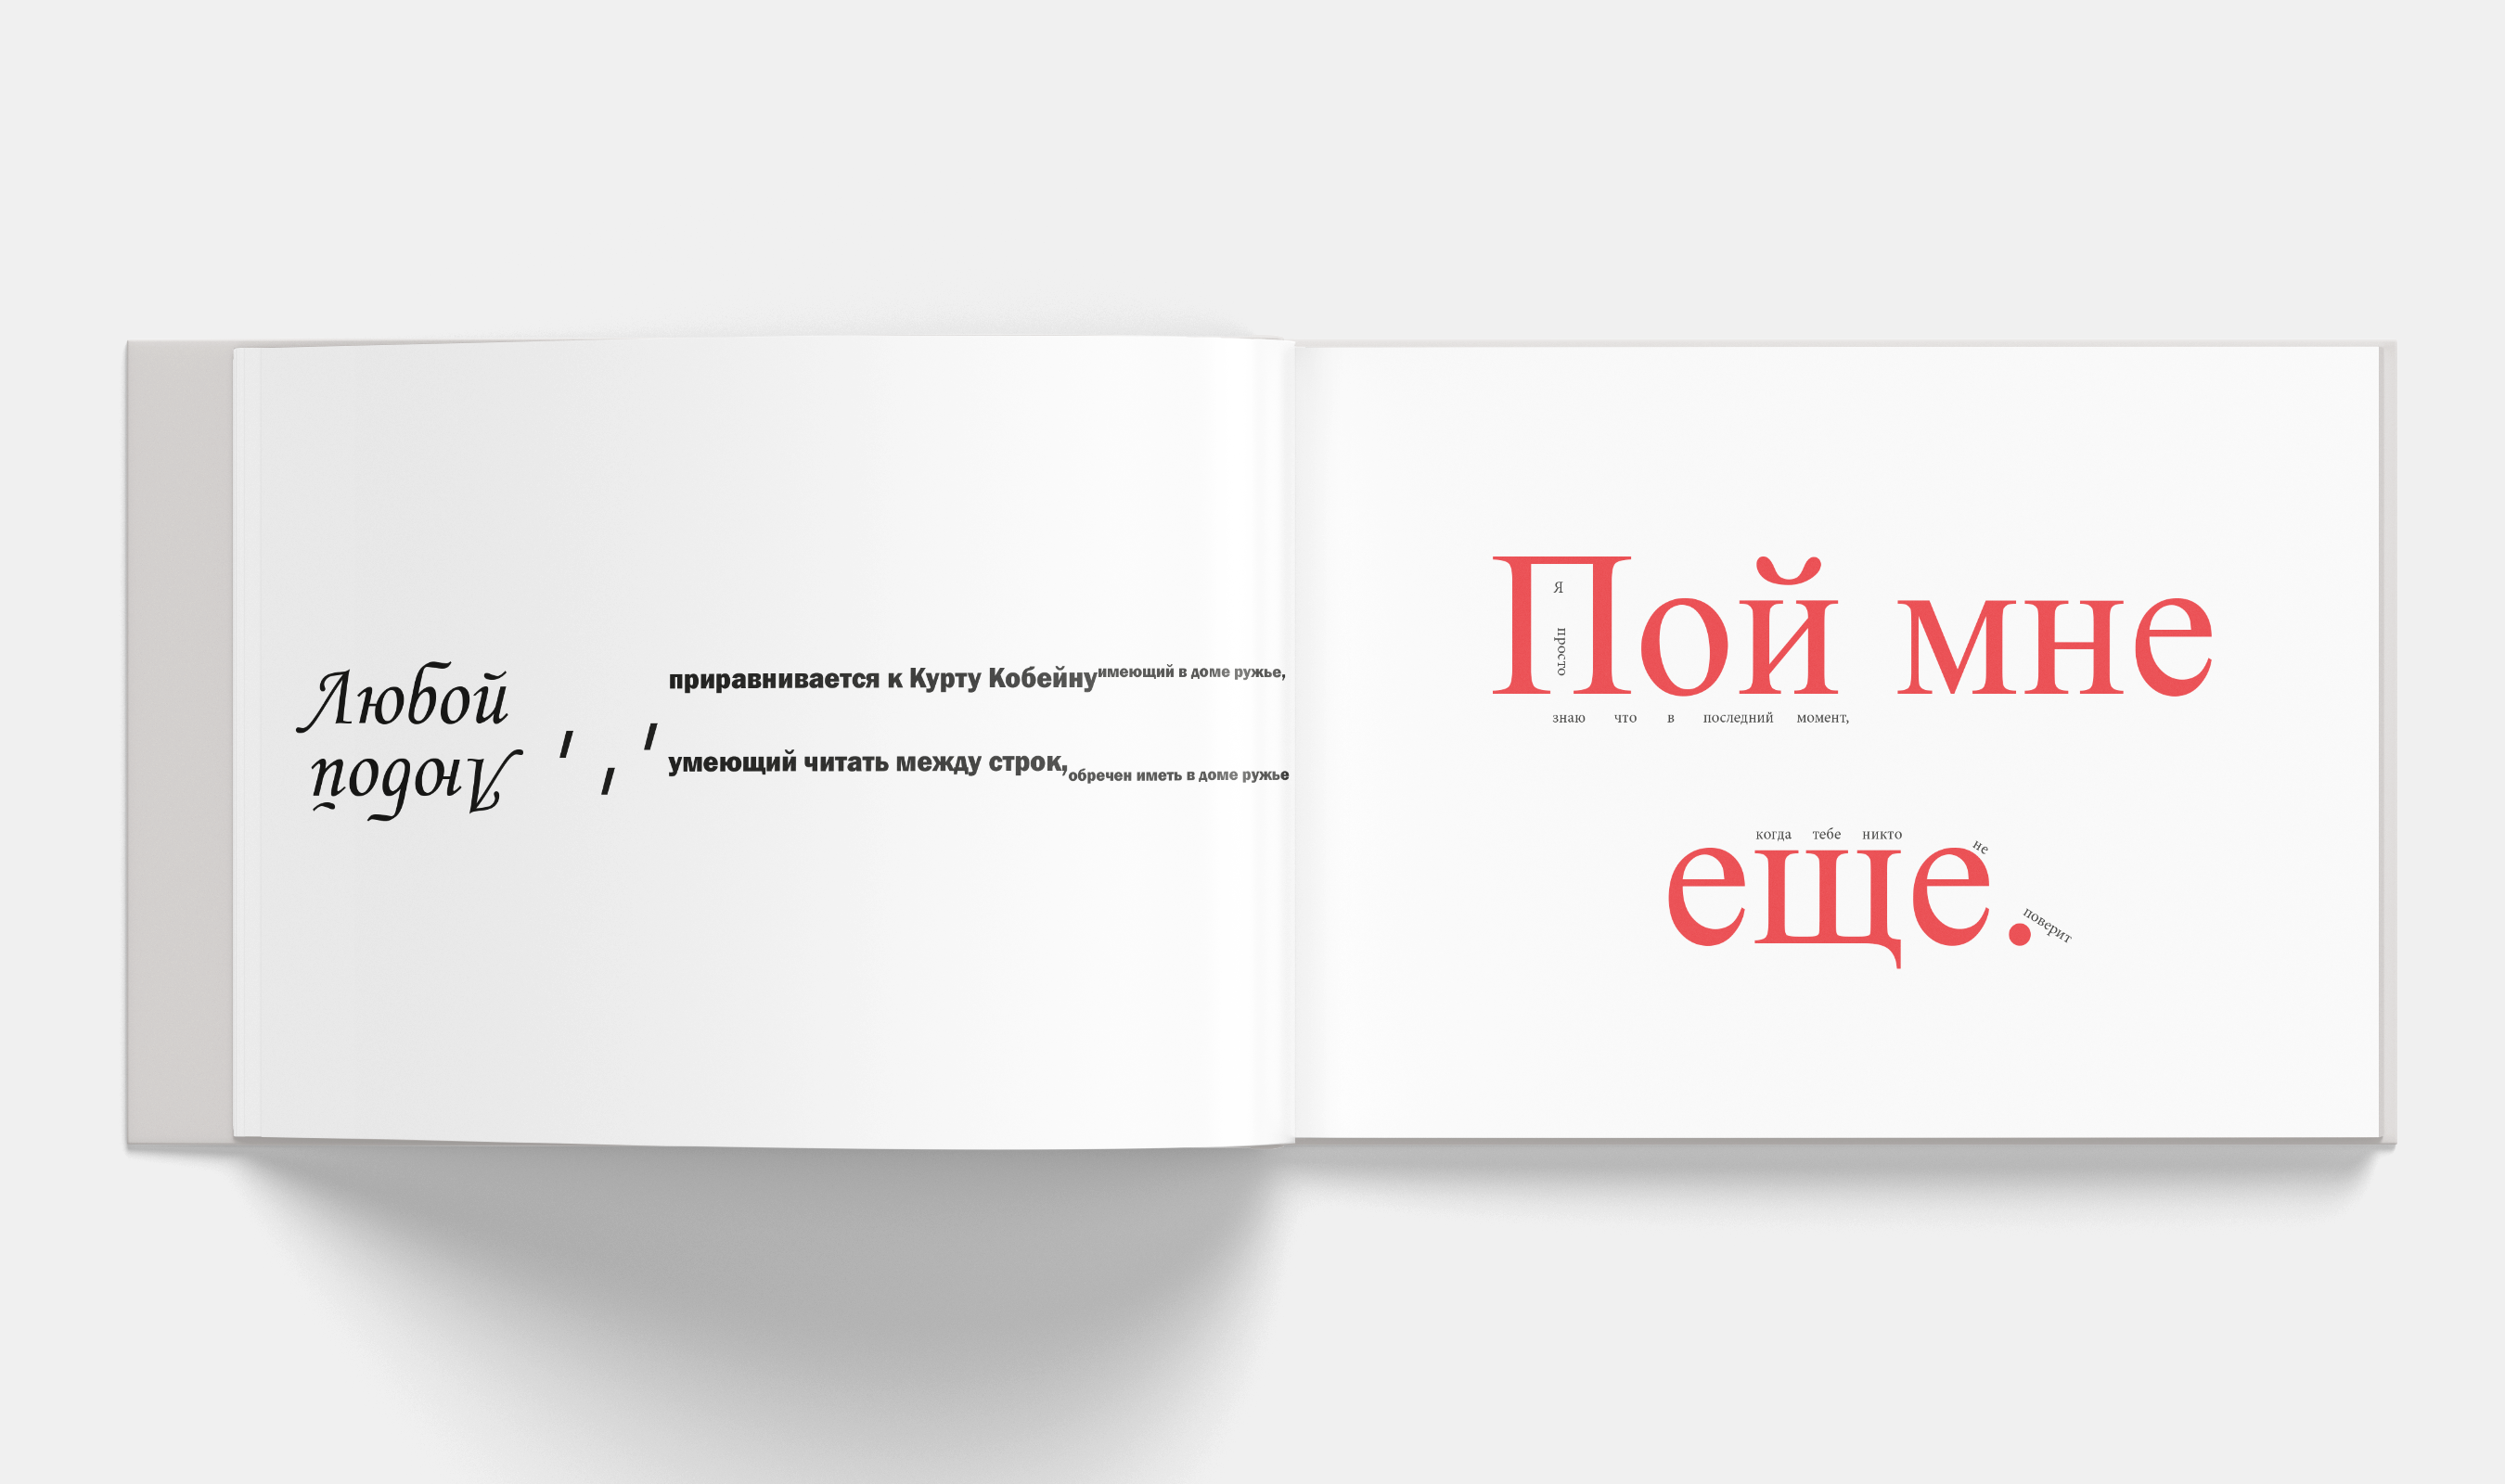 Любой
Любой
' , '
приравнивается к Курту Кобейну имеющий в доме ружье,
умеющий читать между строк, обречен иметь в доме ружье
Пой мне
Я
просто
знаю что в последний момент,
когда тебе никто
не
еще.
поверит